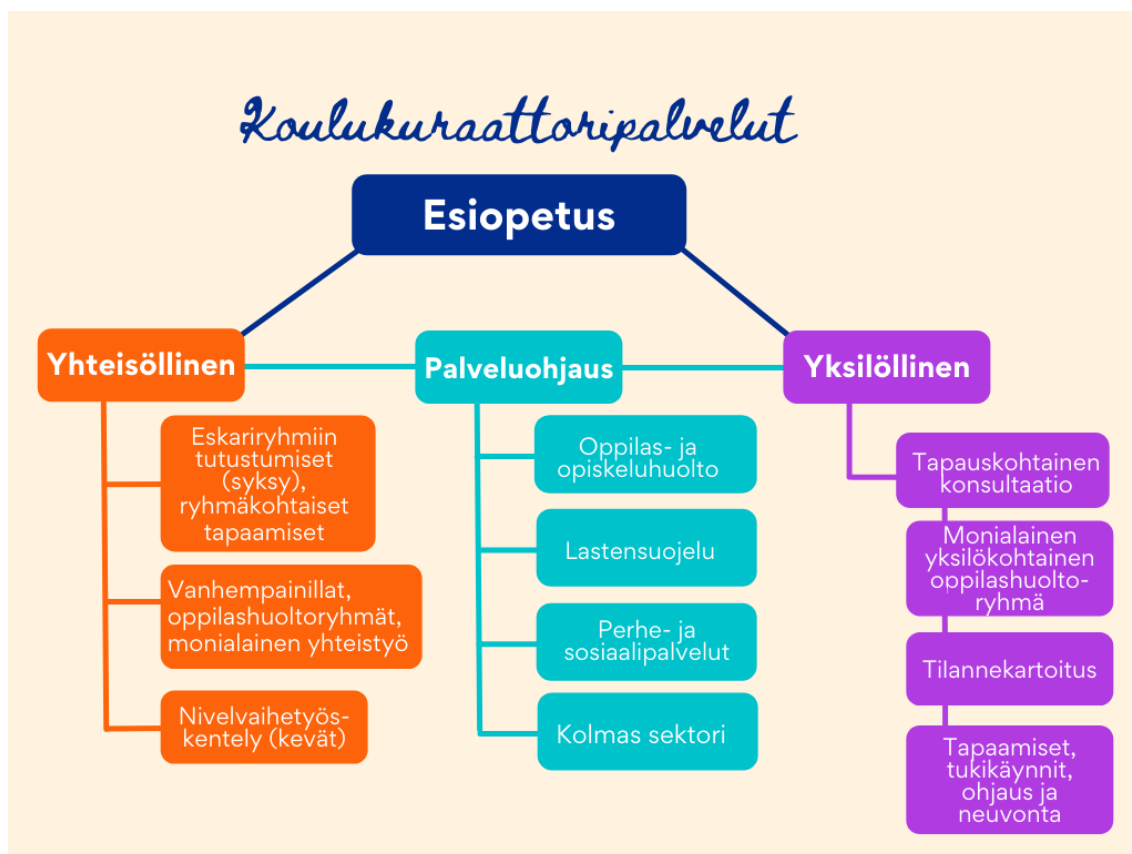 Koulukuraattoripalvelut
Esiopetus
Yhteisöllinen
Eskariryhmiin
tutustumiset
(syksy),
ryhmäkohtaiset
tapaamiset
Vanhempainillat,
oppilashuoltoryhmät,
monialainen yhteistyö
Nivelvaihetyös-
kentely (kevät)
Palveluohjaus
Oppilas- ja
opiskeluhuolto
Lastensuojelu
Perhe- ja
sosiaalipalvelut
Kolmas sektori
Yksilöllinen
Tapauskohtainen
konsultaatio
Monialainen
yksilökohtainen
oppilashuolto-
ryhmä
Tilannekartoitus
Tapaamiset,
tukikäynnit,
ohjaus ja
neuvonta